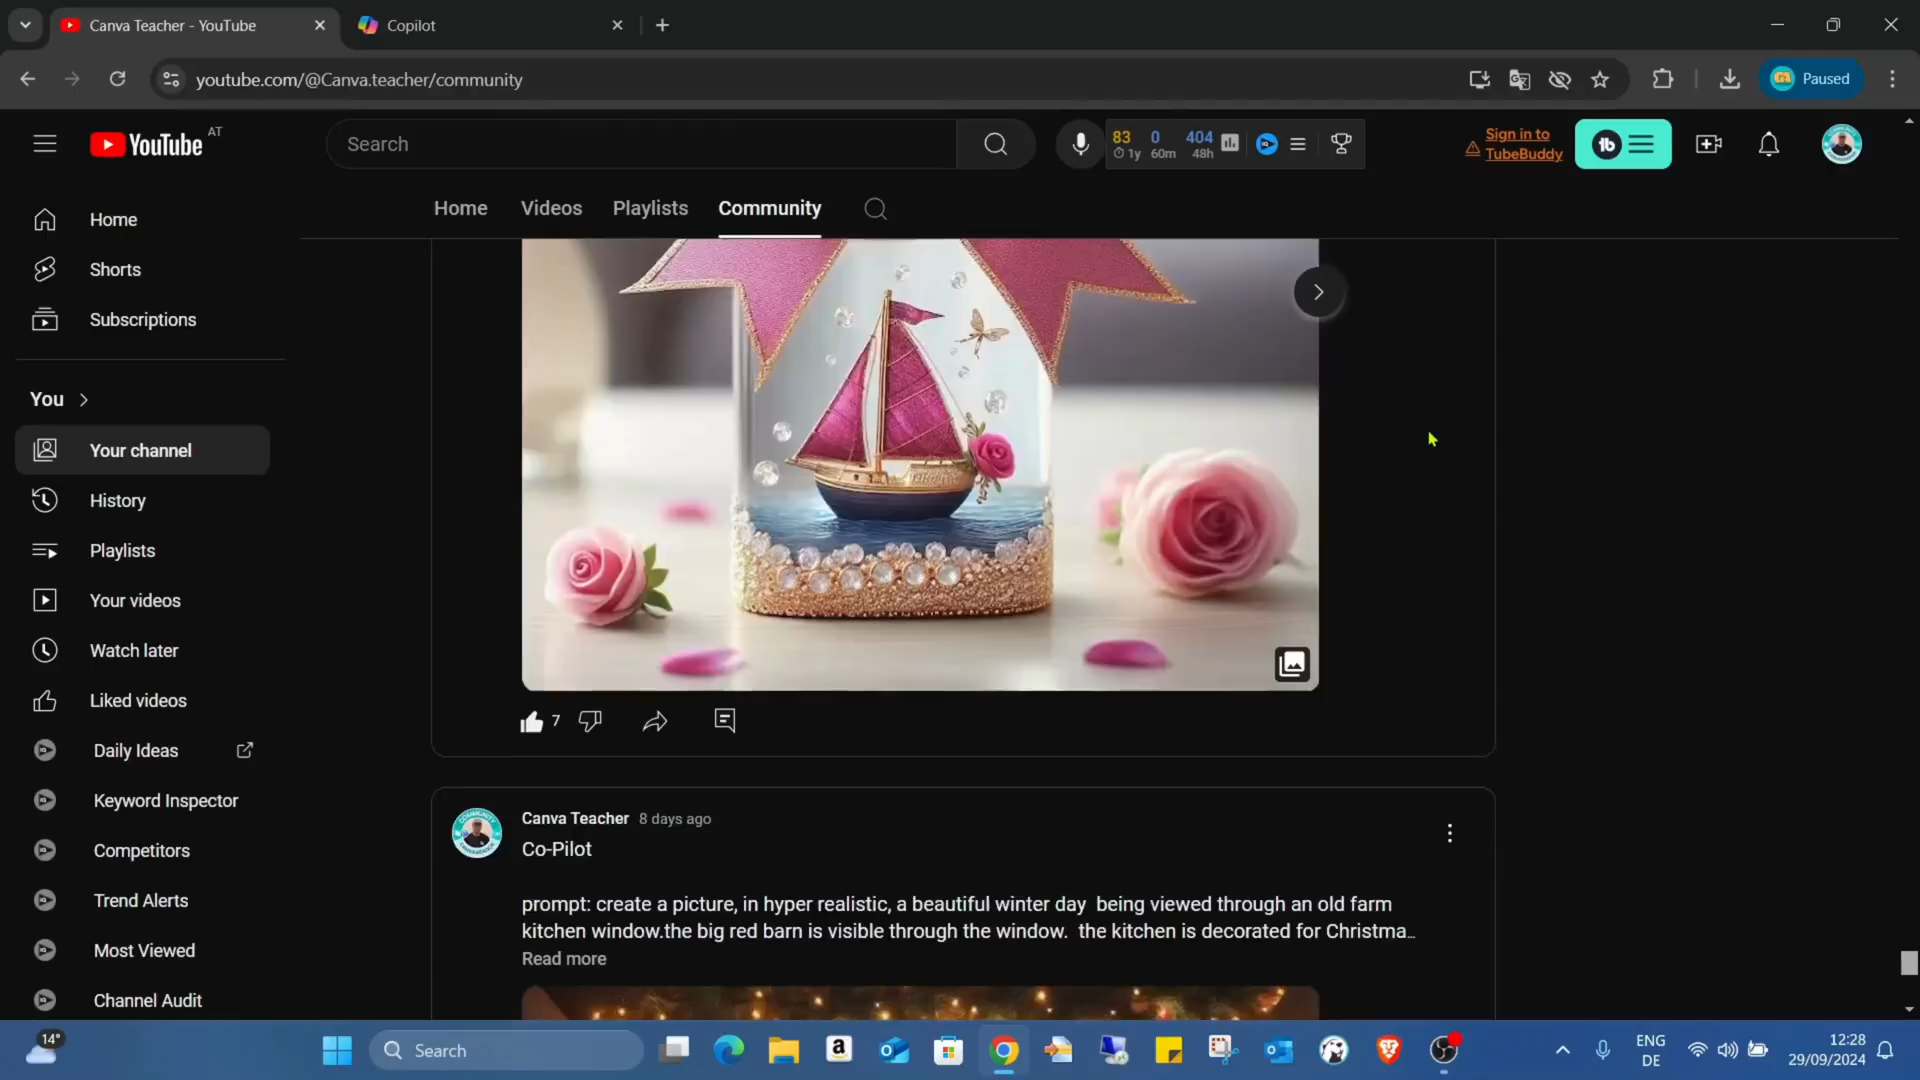 Canva Teacher - YouTube
Copilot
youtube.com/@Canva.teacher/community
Paused
YouTube AT
Search
83 0 404
1y 60m 48h
Sign in to
TubeBuddy
Home Videos Playlists Community
Home
Shorts
Subscriptions
You
Your channel
History
Playlists
Your videos
Watch later
Liked videos
Daily Ideas
Keyword Inspector
Competitors
Trend Alerts
Most Viewed
Channel Audit
7
Canva Teacher 8 days ago
Co-Pilot
prompt: create a picture, in hyper realistic, a beautiful winter day being viewed through an old farm
kitchen window.the big red barn is visible through the window. the kitchen is decorated for Christma...
Read more
14°
Search
ENG
DE
12:28
29/09/2024